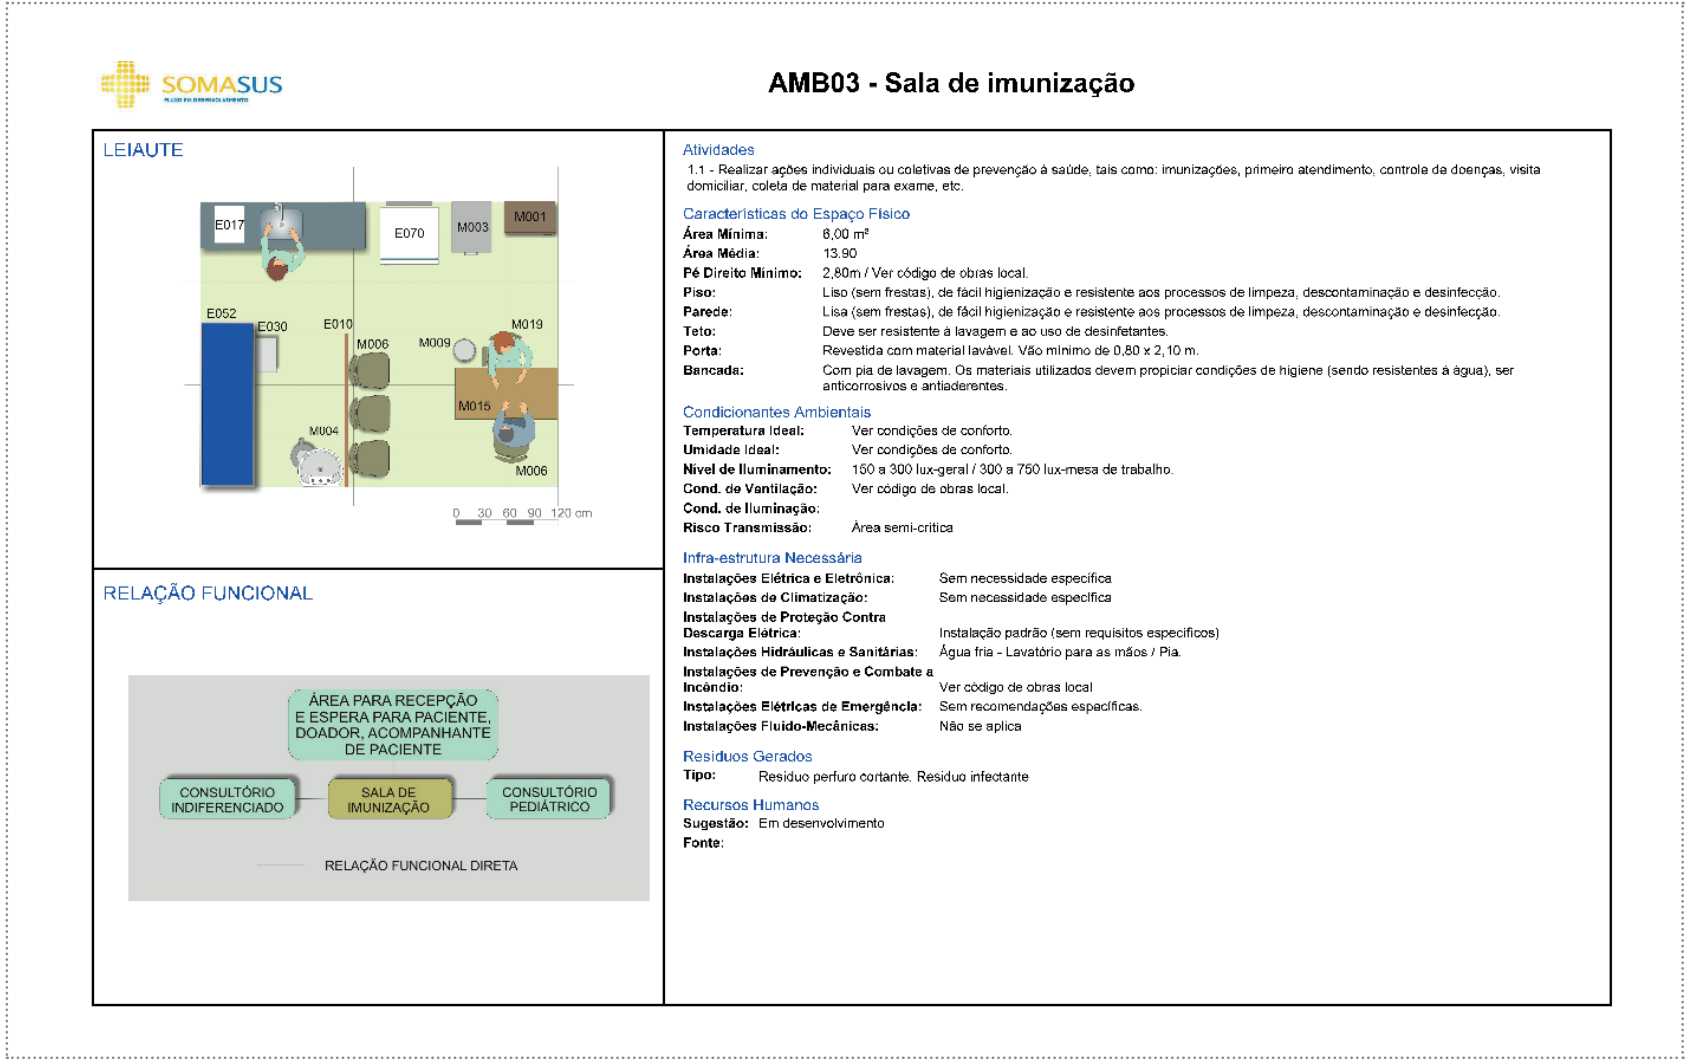 SOMASUS
FLUXO EM DESENVOLVIMENTO
AMB03 - Sala de imunização
LEIAUTE
E017
E070
M003
M001
E052
E030
E010
M006
M009
M019
M015
M004
M006
0 30 60 90 120 cm
RELAÇÃO FUNCIONAL
ÁREA PARA RECEPÇÃO
E ESPERA PARA PACIENTE,
DOADOR, ACOMPANHANTE
DE PACIENTE
CONSULTÓRIO
INDIFERENCIADO
SALA DE
IMUNIZAÇÃO
CONSULTÓRIO
PEDIÁTRICO
RELAÇÃO FUNCIONAL DIRETA
Atividades
1.1 - Realizar ações individuais ou coletivas de prevenção à saúde, tais como: imunizações, primeiro atendimento, controle de doenças, visita
domiciliar, coleta de material para exame, etc.
Características do Espaço Físico
Área Mínima: 6,00 m²
Área Média: 13.90
Pé Direito Mínimo: 2,80m / Ver código de obras local.
Piso: Liso (sem frestas), de fácil higienização e resistente aos processos de limpeza, descontaminação e desinfecção.
Parede: Lisa (sem frestas), de fácil higienização e resistente aos processos de limpeza, descontaminação e desinfecção.
Teto: Deve ser resistente à lavagem e ao uso de desinfetantes.
Porta: Revestida com material lavável. Vão mínimo de 0,80 x 2,10 m.
Bancada: Com pia de lavagem. Os materiais utilizados devem propiciar condições de higiene (sendo resistentes à água), ser
anticorrosivos e antiaderentes.
Condicionantes Ambientais
Temperatura Ideal: Ver condições de conforto.
Umidade Ideal: Ver condições de conforto.
Nível de Iluminamento: 150 a 300 lux-geral / 300 a 750 lux-mesa de trabalho.
Cond. de Ventilação: Ver código de obras local.
Cond. de Iluminação:
Risco Transmissão: Área semi-crítica
Infra-estrutura Necessária
Instalações Elétrica e Eletrônica: Sem necessidade específica
Instalações de Climatização: Sem necessidade específica
Instalações de Proteção Contra
Descarga Elétrica: Instalação padrão (sem requisitos especificos)
Instalações Hidráulicas e Sanitárias: Água fria - Lavatório para as mãos / Pia.
Instalações de Prevenção e Combate a
Incêndio: Ver código de obras local
Instalações Elétricas de Emergência: Sem recomendações específicas.
Instalações Fluido-Mecânicas: Não se aplica
Resíduos Gerados
Tipo: Resíduo perfuro cortante. Resíduo infectante
Recursos Humanos
Sugestão: Em desenvolvimento
Fonte: